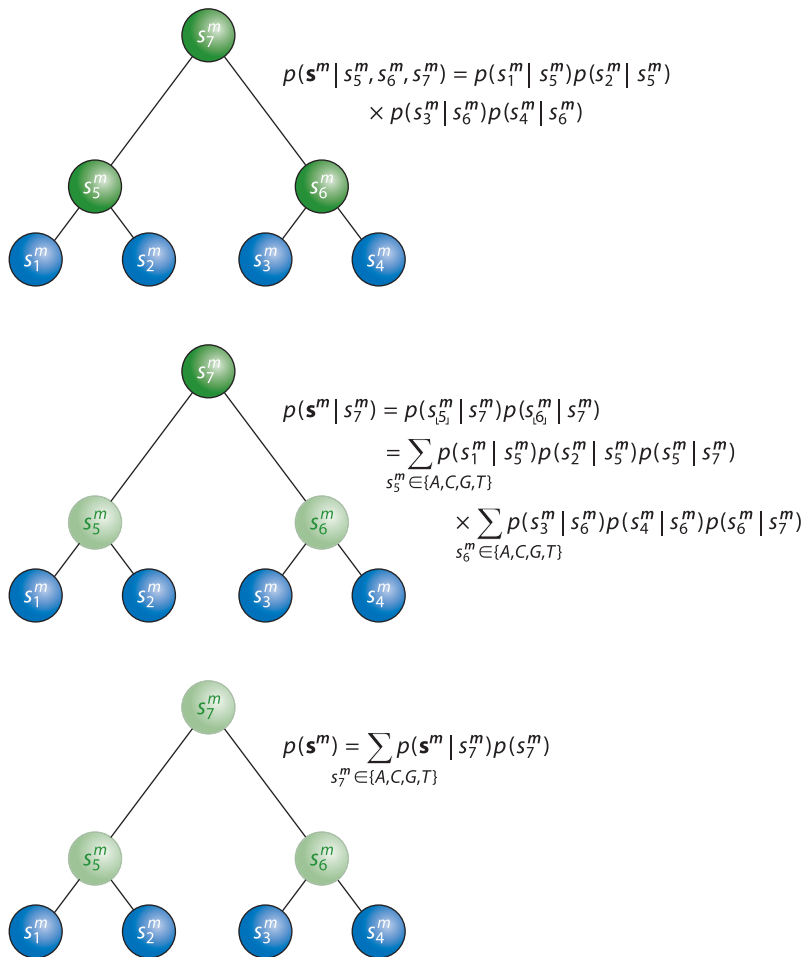 s₇ᵐ
p(sᵐ | s₅ᵐ, s₆ᵐ, s₇ᵐ) = p(s₁ᵐ | s₅ᵐ)p(s₂ᵐ | s₅ᵐ)
× p(s₃ᵐ | s₆ᵐ)p(s₄ᵐ | s₆ᵐ)
s₅ᵐ s₆ᵐ
s₁ᵐ s₂ᵐ s₃ᵐ s₄ᵐ
s₇ᵐ
p(sᵐ | s₇ᵐ) = p(s⌊₅⌋ᵐ | s₇ᵐ)p(s⌊₆⌋ᵐ | s₇ᵐ)
= ∑ p(s₁ᵐ | s₅ᵐ)p(s₂ᵐ | s₅ᵐ)p(s₅ᵐ | s₇ᵐ)
s₅ᵐ ∈{A,C,G,T}
s₅ᵐ s₆ᵐ
× ∑ p(s₃ᵐ | s₆ᵐ)p(s₄ᵐ | s₆ᵐ)p(s₆ᵐ | s₇ᵐ)
s₆ᵐ ∈{A,C,G,T}
s₁ᵐ s₂ᵐ s₃ᵐ s₄ᵐ
s₇ᵐ
p(sᵐ) = ∑ p(sᵐ | s₇ᵐ)p(s₇ᵐ)
s₇ᵐ ∈{A,C,G,T}
s₅ᵐ s₆ᵐ
s₁ᵐ s₂ᵐ s₃ᵐ s₄ᵐ